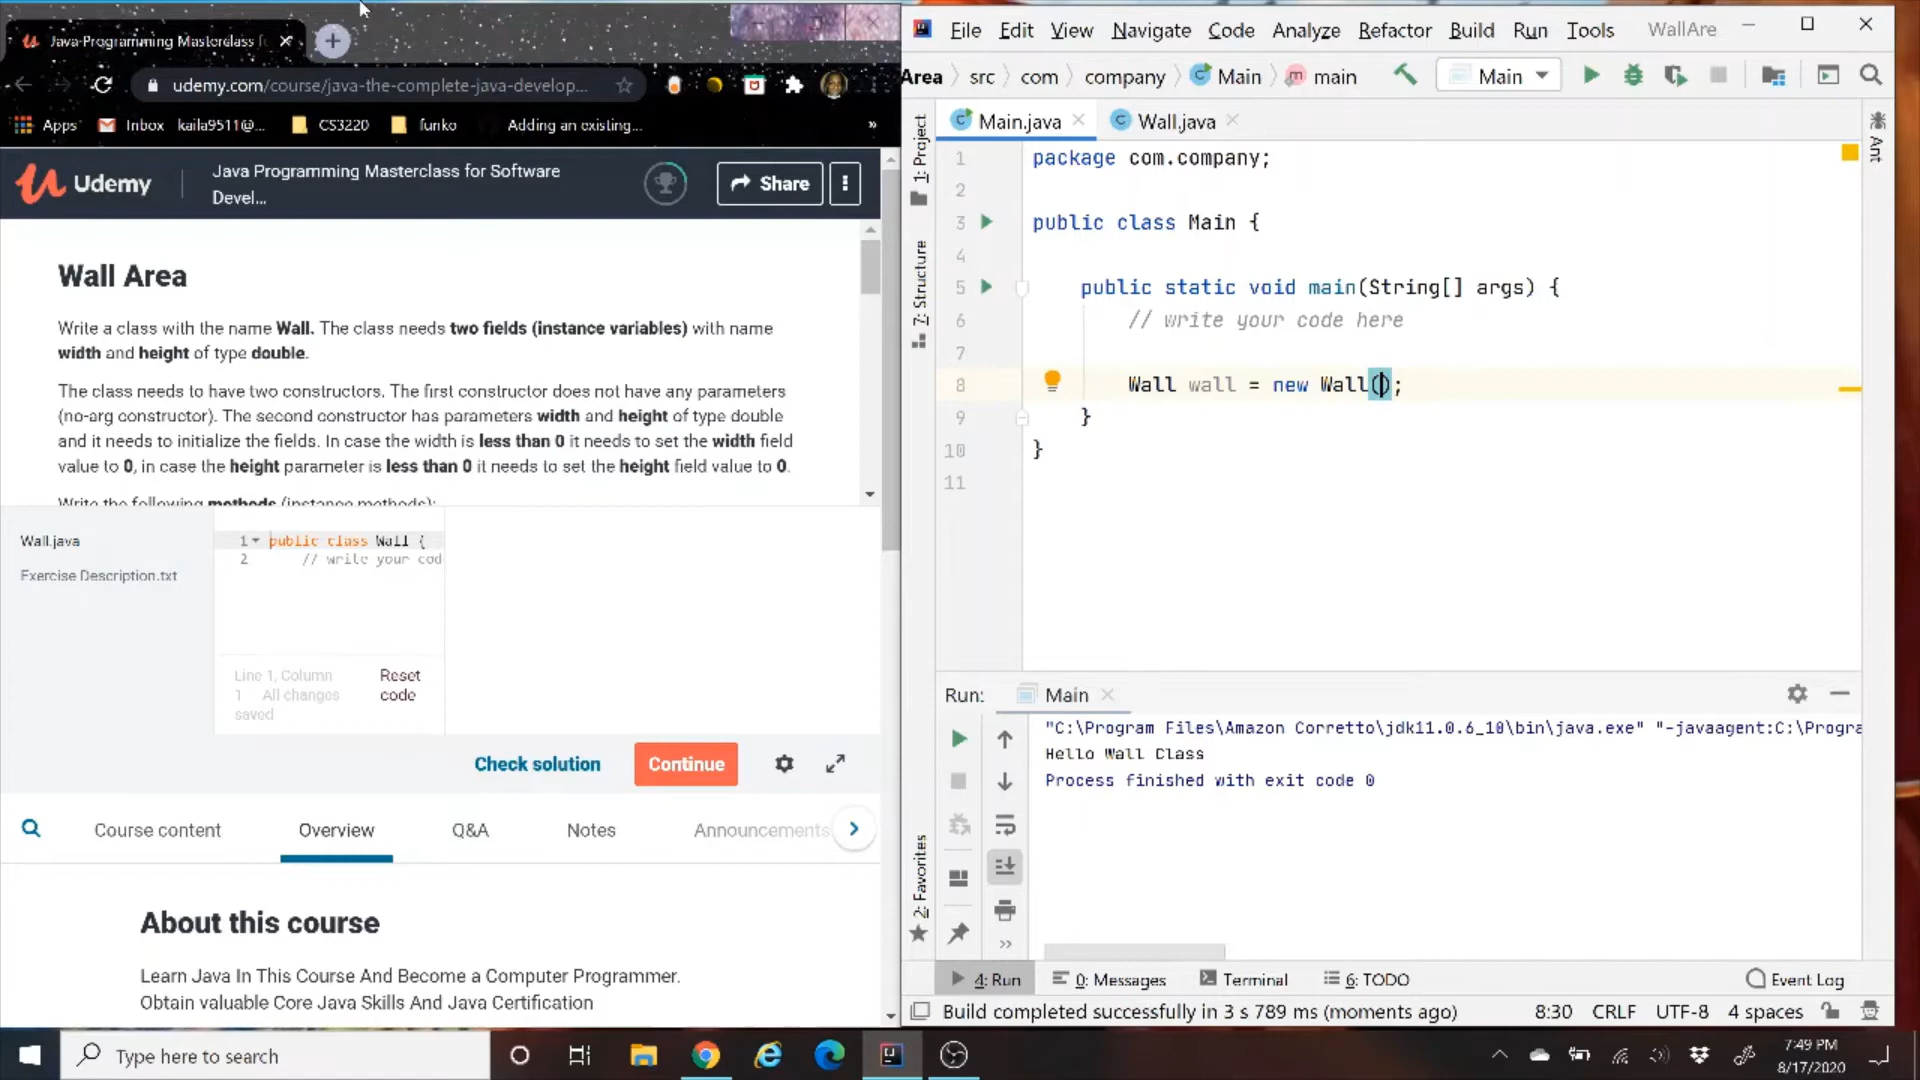 Java-Programming Masterclass f
udemy.com/course/java-the-complete-java-develop...
Apps
Inbox
kaila9511@...
CS3220
funko
Adding an existing...
»
Udemy
Java Programming Masterclass for Software
Devel...
Share
Wall Area
Write a class with the name Wall. The class needs two fields (instance variables) with name
width and height of type double.
The class needs to have two constructors. The first constructor does not have any parameters
(no-arg constructor). The second constructor has parameters width and height of type double
and it needs to initialize the fields. In case the width is less than 0 it needs to set the width field
value to 0, in case the height parameter is less than 0 it needs to set the height field value to 0.
Write the following methods (instance methods):
Wall.java
Exercise Description.txt
1 public class Wall {
2 // write your cod
Line 1, Column
1 All changes
saved
Reset
code
Check solution
Continue
Course content
Overview
Q&A
Notes
Announcements
About this course
Learn Java In This Course And Become a Computer Programmer.
Obtain valuable Core Java Skills And Java Certification
File Edit View Navigate Code Analyze Refactor Build Run Tools WallAre
Area src com company Main main
Main
Main.java
Wall.java
1: Project
7: Structure
2: Favorites
Ant
1 package com.company;
2
3 public class Main {
4
5 public static void main(String[] args) {
6 // write your code here
7
8 Wall wall = new Wall();
9 }
10 }
11
Run: Main
"C:\Program Files\Amazon Corretto\jdk11.0.6_10\bin\java.exe" "-javaagent:C:\Progra
Hello Wall Class
Process finished with exit code 0
»
4: Run
0: Messages
Terminal
6: TODO
Event Log
Build completed successfully in 3 s 789 ms (moments ago)
8:30 CRLF UTF-8 4 spaces
Type here to search
7:49 PM
8/17/2020